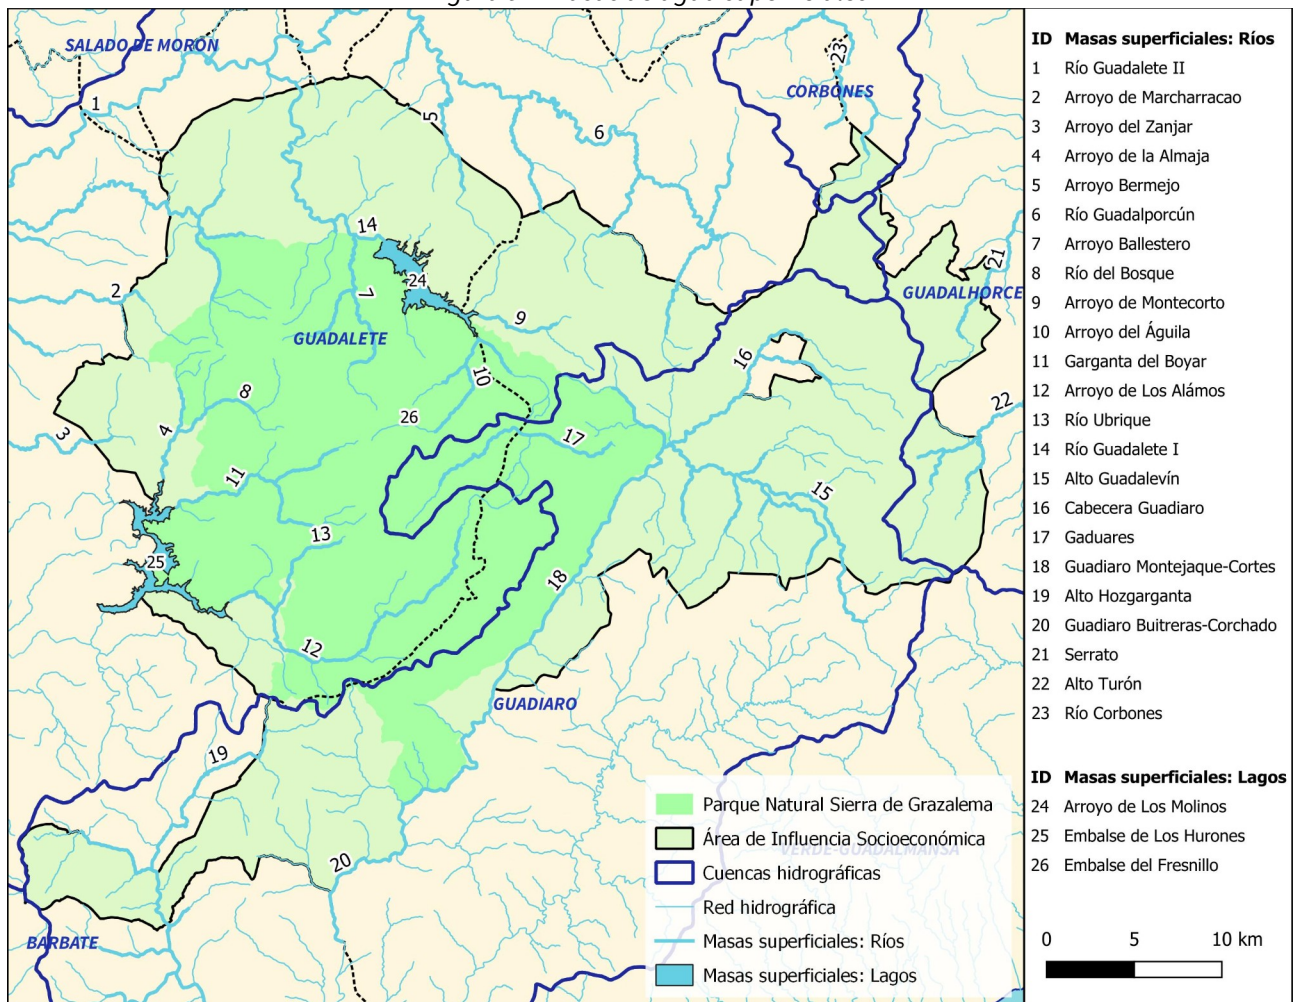 SALADO DE MORÓN
CORBONES
GUADALHORCE
GUADALETE
GUADIARO
VERDE-GUADALMANSA
BARBATE
1
2
3
4
5
6
7
8
9
10
11
12
13
14
15
16
17
18
19
20
21
22
23
24
25
26
Parque Natural Sierra de Grazalema
Área de Influencia Socioeconómica
Cuencas hidrográficas
Red hidrográfica
Masas superficiales: Ríos
Masas superficiales: Lagos
ID Masas superficiales: Ríos
1 Río Guadalete II
2 Arroyo de Marcharracao
3 Arroyo del Zanjar
4 Arroyo de la Almaja
5 Arroyo Bermejo
6 Río Guadalporcún
7 Arroyo Ballestero
8 Río del Bosque
9 Arroyo de Montecorto
10 Arroyo del Águila
11 Garganta del Boyar
12 Arroyo de Los Alámos
13 Río Ubrique
14 Río Guadalete I
15 Alto Guadalevín
16 Cabecera Guadiaro
17 Gaduares
18 Guadiaro Montejaque-Cortes
19 Alto Hozgarganta
20 Guadiaro Buitreras-Corchado
21 Serrato
22 Alto Turón
23 Río Corbones
ID Masas superficiales: Lagos
24 Arroyo de Los Molinos
25 Embalse de Los Hurones
26 Embalse del Fresnillo
0 5 10 km